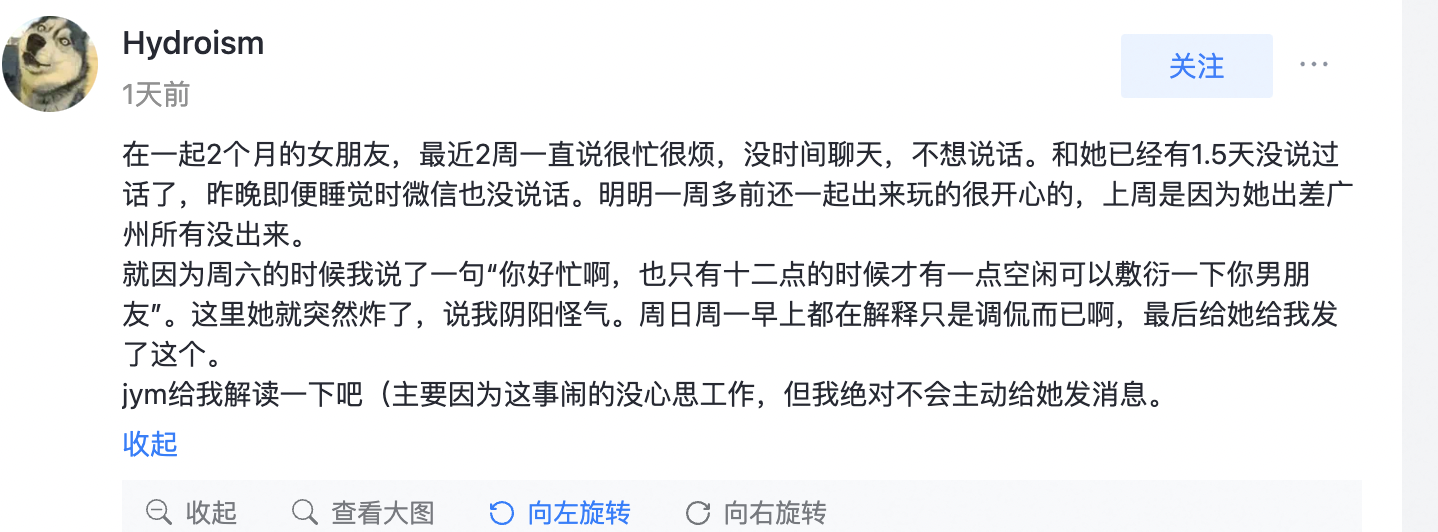 Hydroism
关注
1天前
在一起2个月的女朋友，最近2周一直说很忙很烦，没时间聊天，不想说话。和她已经有1.5天没说过
话了，昨晚即便睡觉时微信也没说话。明明一周多前还一起出来玩的很开心的，上周是因为她出差广
州所有没出来。
就因为周六的时候我说了一句“你好忙啊，也只有十二点的时候才有一点空闲可以敷衍一下你男朋
友”。这里她就突然炸了，说我阴阳怪气。周日周一早上都在解释只是调侃而已啊，最后给她给我发
了这个。
jym给我解读一下吧（主要因为这事闹的没心思工作，但我绝对不会主动给她发消息。
收起
收起 查看大图 向左旋转 向右旋转